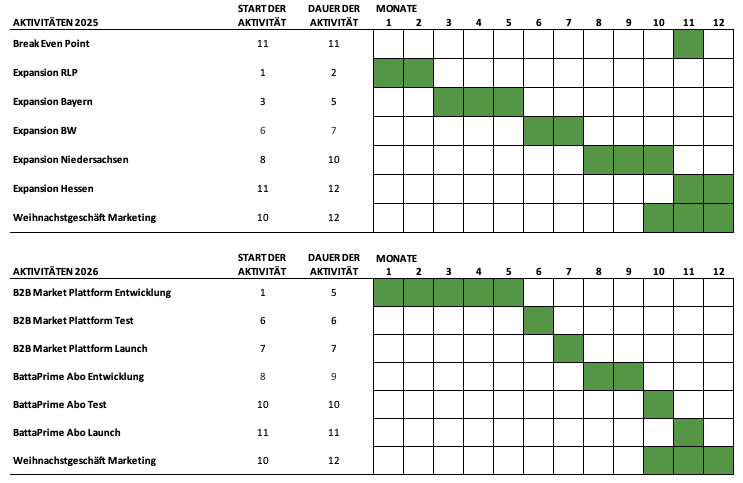 START DER DAUER DER MONATE
AKTIVITÄTEN 2025 AKTIVITÄT AKTIVITÄT 1 2 3 4 5 6 7 8 9 10 11 12
Break Even Point 11 11
Expansion RLP 1 2
Expansion Bayern 3 5
Expansion BW 6 7
Expansion Niedersachsen 8 10
Expansion Hessen 11 12
Weihnachstgeschäft Marketing 10 12
START DER DAUER DER MONATE
AKTIVITÄTEN 2026 AKTIVITÄT AKTIVITÄT 1 2 3 4 5 6 7 8 9 10 11 12
B2B Market Plattform Entwicklung 1 5
B2B Market Plattform Test 6 6
B2B Market Plattform Launch 7 7
BattaPrime Abo Entwicklung 8 9
BattaPrime Abo Test 10 10
BattaPrime Abo Launch 11 11
Weihnachstgeschäft Marketing 10 12